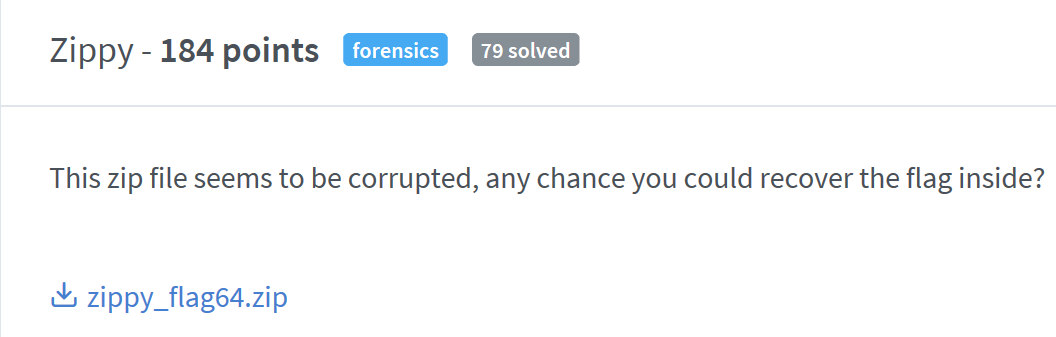 Zippy - 184 points forensics 79 solved
This zip file seems to be corrupted, any chance you could recover the flag inside?
zippy_flag64.zip